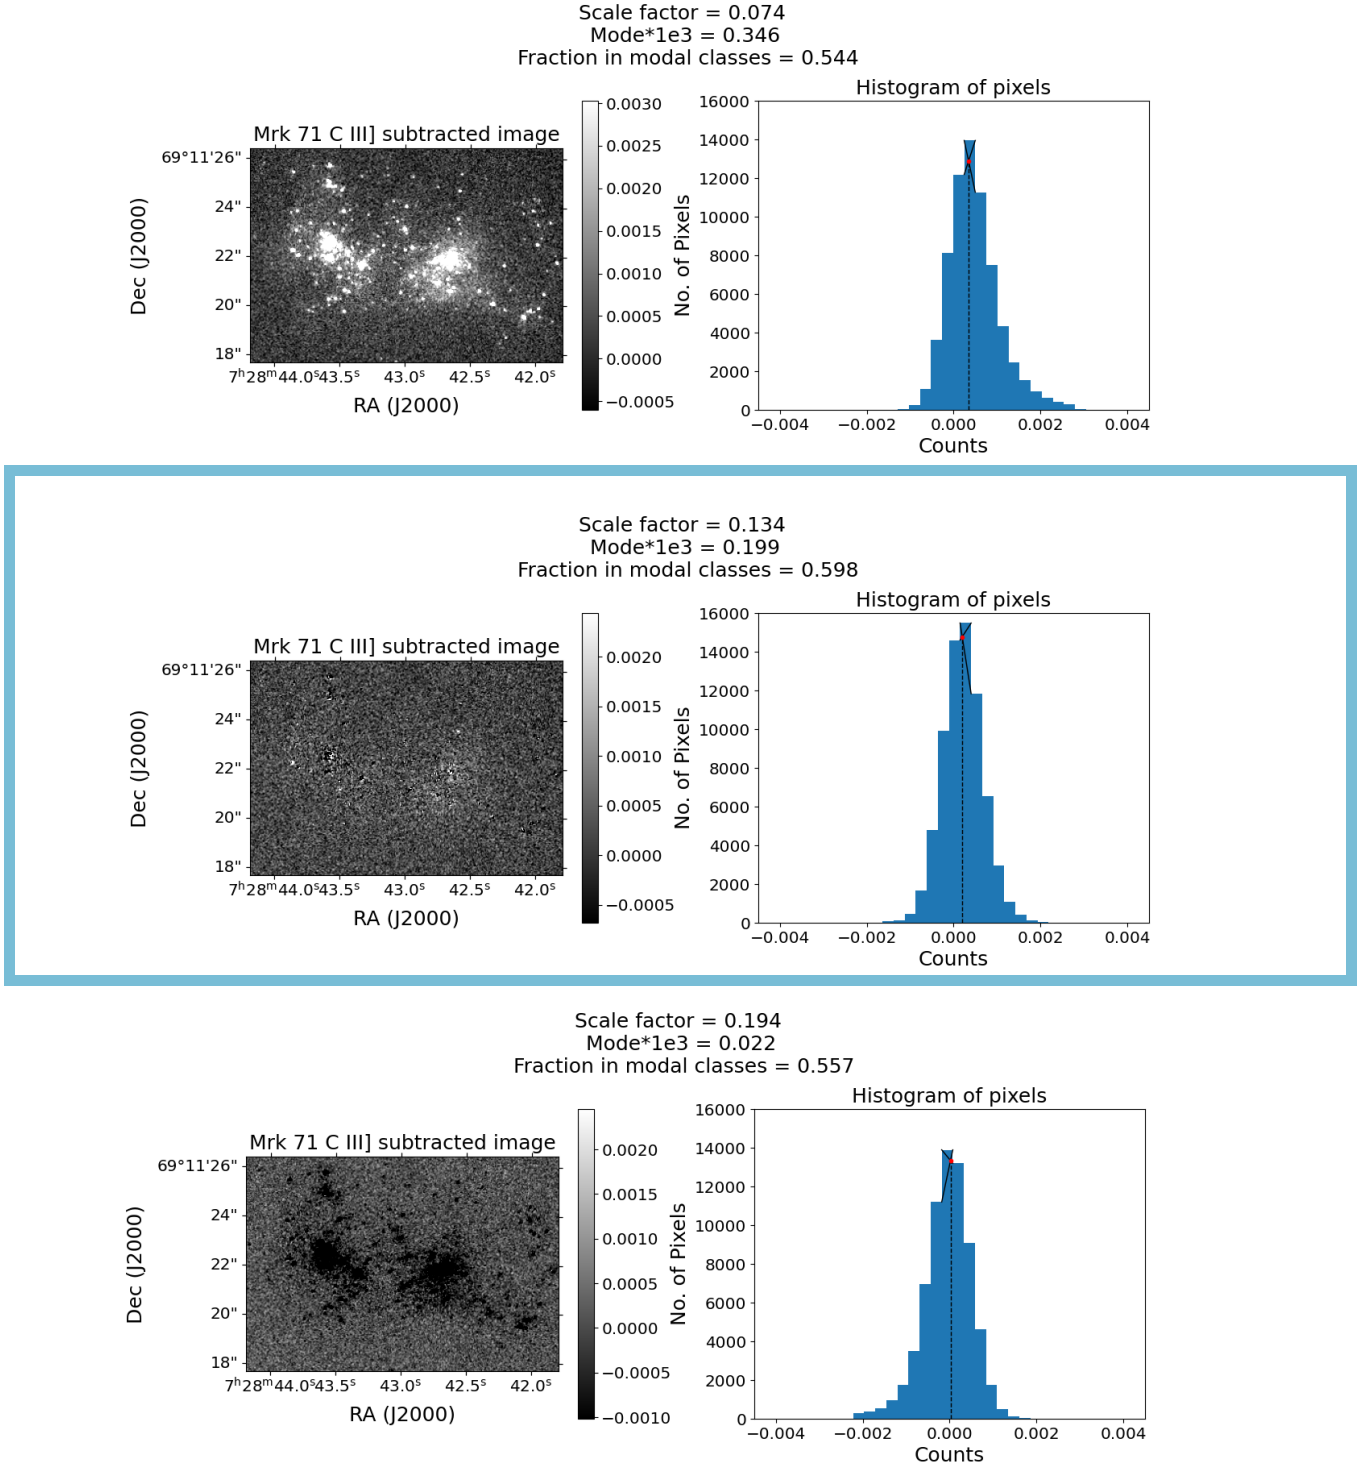 Scale factor = 0.074
Mode*1e3 = 0.346
Fraction in modal classes = 0.544
Mrk 71 C III] subtracted image
Dec (J2000)
69°11'26"
24"
22"
20"
18"
7ʰ28ᵐ44.0ˢ 43.5ˢ 43.0ˢ 42.5ˢ 42.0ˢ
RA (J2000)
0.0030
0.0025
0.0020
0.0015
0.0010
0.0005
0.0000
−0.0005
Histogram of pixels
No. of Pixels
16000
14000
12000
10000
8000
6000
4000
2000
0
−0.004 −0.002 0.000 0.002 0.004
Counts
Scale factor = 0.134
Mode*1e3 = 0.199
Fraction in modal classes = 0.598
Mrk 71 C III] subtracted image
Dec (J2000)
69°11'26"
24"
22"
20"
18"
7ʰ28ᵐ44.0ˢ 43.5ˢ 43.0ˢ 42.5ˢ 42.0ˢ
RA (J2000)
0.0020
0.0015
0.0010
0.0005
0.0000
−0.0005
Histogram of pixels
No. of Pixels
16000
14000
12000
10000
8000
6000
4000
2000
0
−0.004 −0.002 0.000 0.002 0.004
Counts
Scale factor = 0.194
Mode*1e3 = 0.022
Fraction in modal classes = 0.557
Mrk 71 C III] subtracted image
Dec (J2000)
69°11'26"
24"
22"
20"
18"
7ʰ28ᵐ44.0ˢ 43.5ˢ 43.0ˢ 42.5ˢ 42.0ˢ
RA (J2000)
0.0020
0.0015
0.0010
0.0005
0.0000
−0.0005
−0.0010
Histogram of pixels
No. of Pixels
16000
14000
12000
10000
8000
6000
4000
2000
0
−0.004 −0.002 0.000 0.002 0.004
Counts